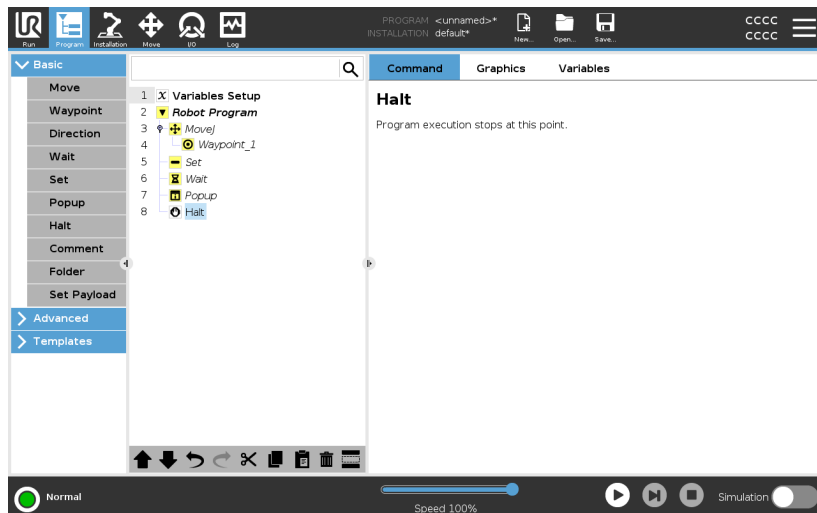 UR
Run
Program
Installation
Move
I/O
Log
PROGRAM <unnamed>*
INSTALLATION default*
New...
Open...
Save...
CCCC
CCCC
Basic
Move
Waypoint
Direction
Wait
Set
Popup
Halt
Comment
Folder
Set Payload
Advanced
Templates
1 X Variables Setup
2 Robot Program
3 MoveJ
4 Waypoint_1
5 Set
6 Wait
7 Popup
8 Halt
Command Graphics Variables
Halt
Program execution stops at this point.
Normal
Speed 100%
Simulation